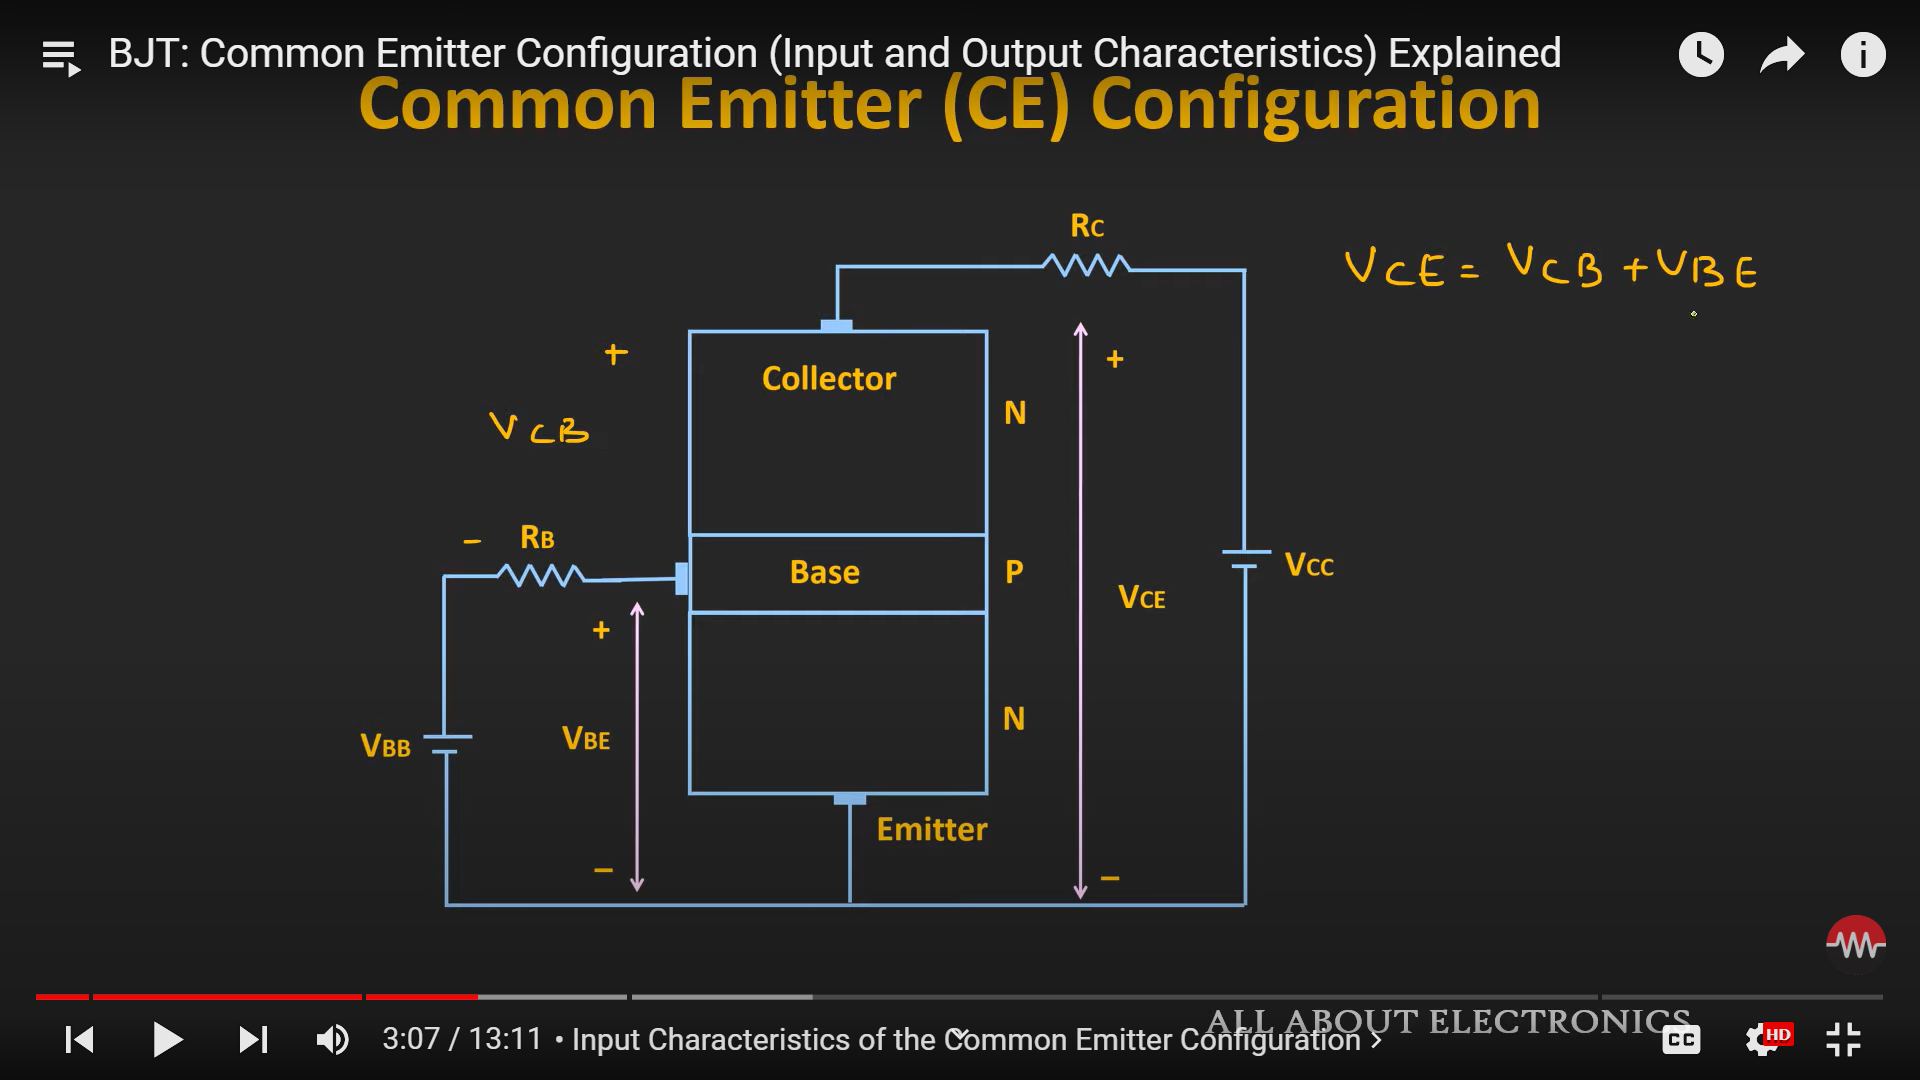 BJT: Common Emitter Configuration (Input and Output Characteristics) Explained
Common Emitter (CE) Configuration
RC
VCE = VCB + VBE
+
+
Collector
N
VCB
- RB
Base
P
VCC
VCE
+
N
VBE
VBB
Emitter
–
–
ALL ABOUT ELECTRONICS
3:07 / 13:11 • Input Characteristics of the Common Emitter Configuration >
CC
HD